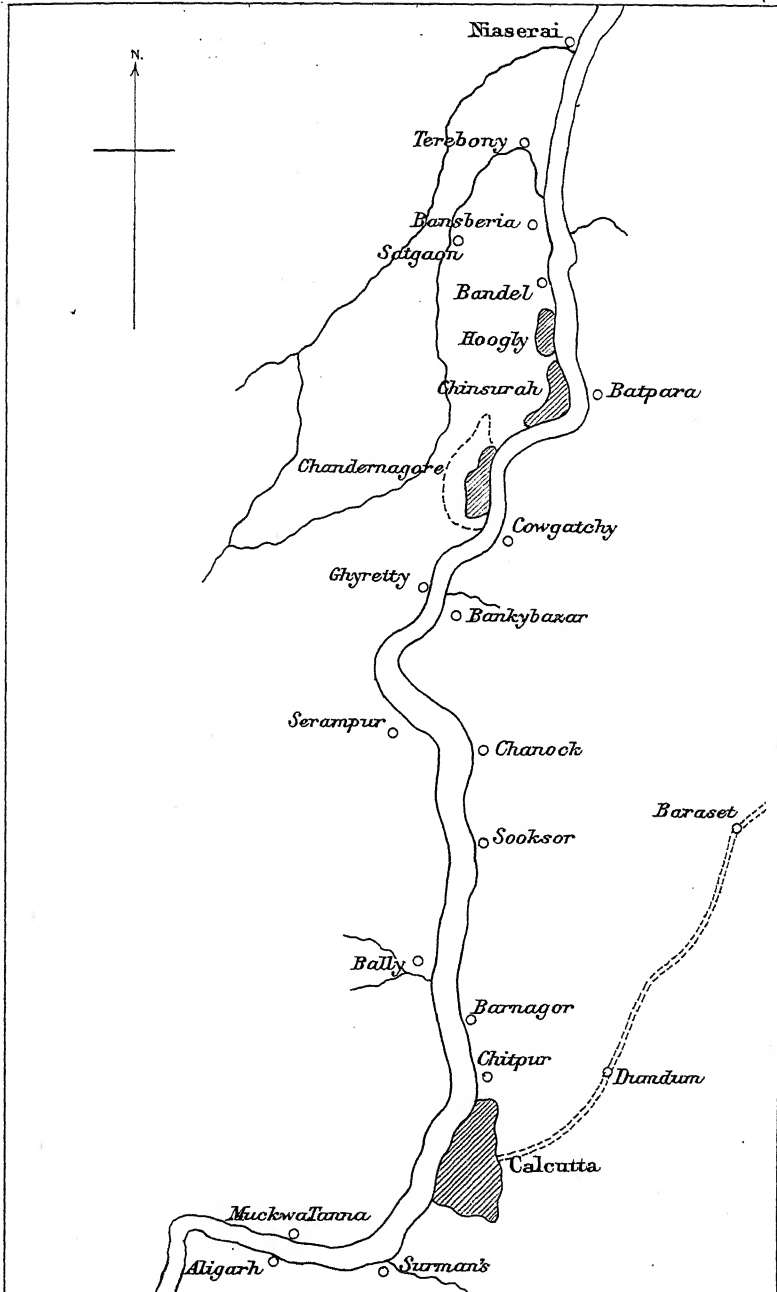 N.
Niaserai
Terebony
Bansberia
Satgaon
Bandel
Hoogly
Chinsurah
Batpara
Chandernagore
Cowgatchy
Ghyretty
Bankybazar
Serampur
Chanock
Baraset
Sooksor
Bally
Barnagor
Chitpur
Dumdum
Calcutta
MuckwaTanna
Aligarh
Surman's